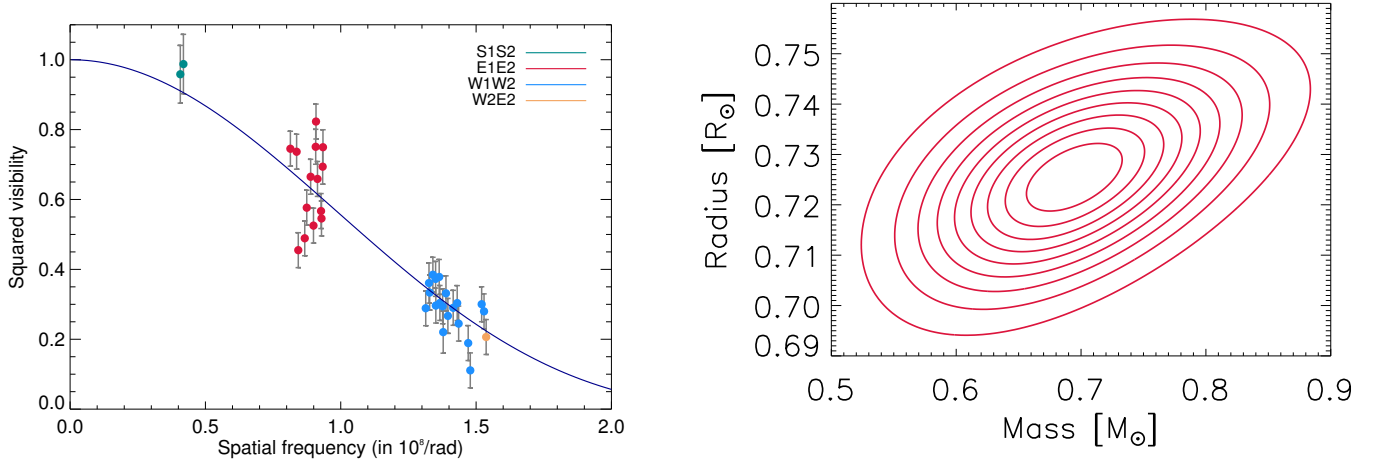 Squared visibility
1.0
0.8
0.6
0.4
0.2
0.0
0.0 0.5 1.0 1.5 2.0
Spatial frequency (in 10⁸/rad)
S1S2
E1E2
W1W2
W2E2
Radius [R⊙]
0.75
0.74
0.73
0.72
0.71
0.70
0.69
0.5 0.6 0.7 0.8 0.9
Mass [M⊙]